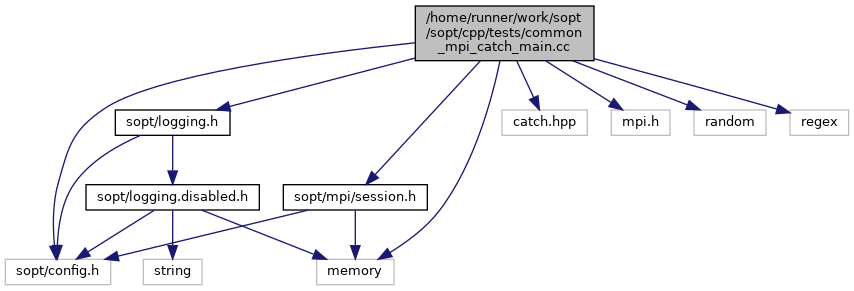 /home/runner/work/sopt
/sopt/cpp/tests/common
_mpi_catch_main.cc
sopt/logging.h
catch.hpp
mpi.h
random
regex
sopt/logging.disabled.h
sopt/mpi/session.h
sopt/config.h
string
memory